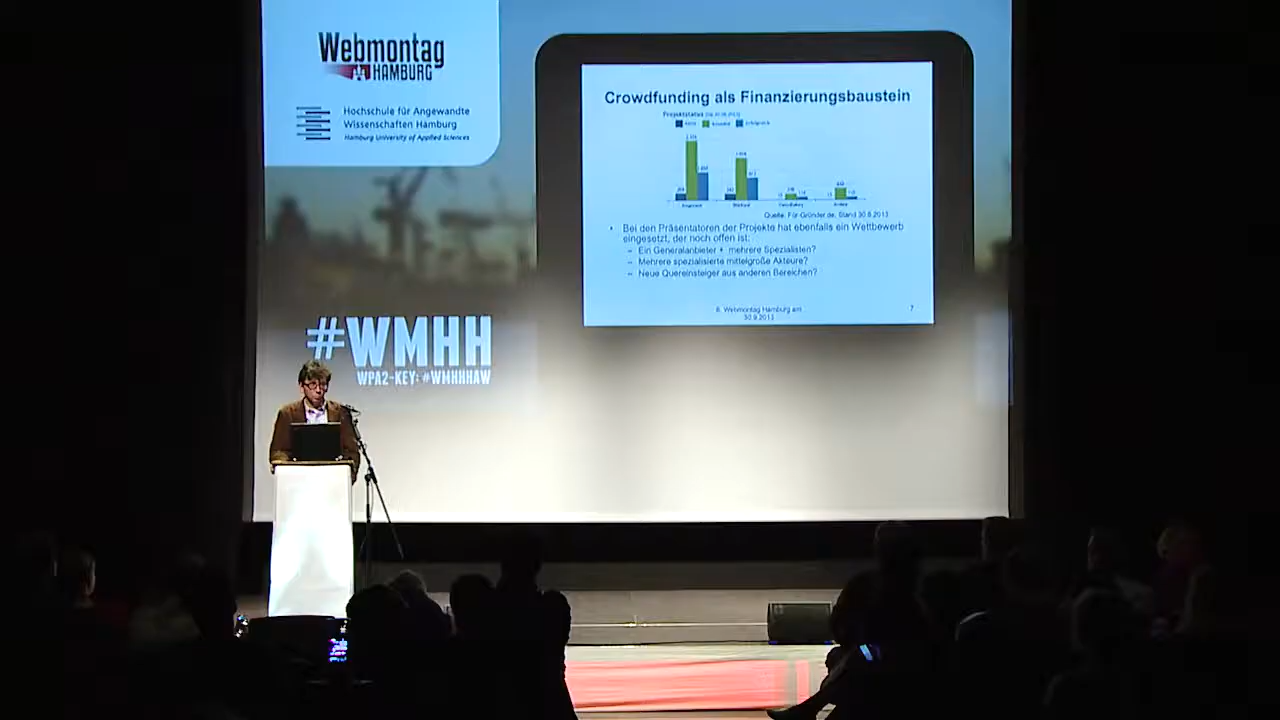 Webmontag
HAMBURG
Hochschule für Angewandte
Wissenschaften Hamburg
Hamburg University of Applied Sciences
#WMHH
WPA2-KEY: #WMHHHAW
Crowdfunding als Finanzierungsbaustein
Projektstatus
Quelle: Für-Gründer.de, Stand 30.8.2013
• Bei den Präsentatoren der Projekte hat ebenfalls ein Wettbewerb
eingesetzt, der noch offen ist:
– Ein Generalanbieter + mehrere Spezialisten?
– Mehrere spezialisierte mittelgroße Akteure?
– Neue Quereinsteiger aus anderen Bereichen?
6. Webmontag Hamburg am
30.9.2013
7